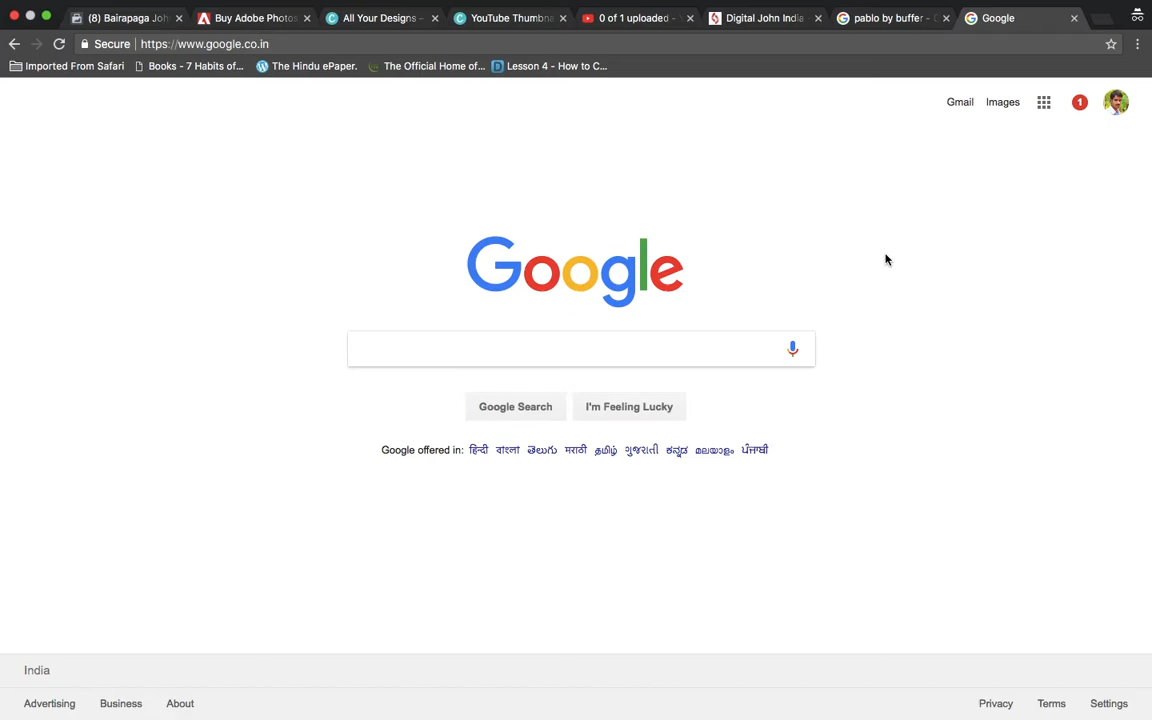 (8) Bairapaga Joh Buy Adobe Photos All Your Designs - YouTube Thumbna 0 of 1 uploaded - Y Digital John India pablo by buffer - G Google
Secure https://www.google.co.in
Imported From Safari Books - 7 Habits of... The Hindu ePaper. The Official Home of... Lesson 4 - How to C...
Gmail Images 1
Google
Google Search I'm Feeling Lucky
Google offered in: हिन्दी বাংলা తెలుగు मराठी தமிழ் ગુજરાતી ಕನ್ನಡ മലയാളം ਪੰਜਾਬੀ
India
Advertising Business About Privacy Terms Settings